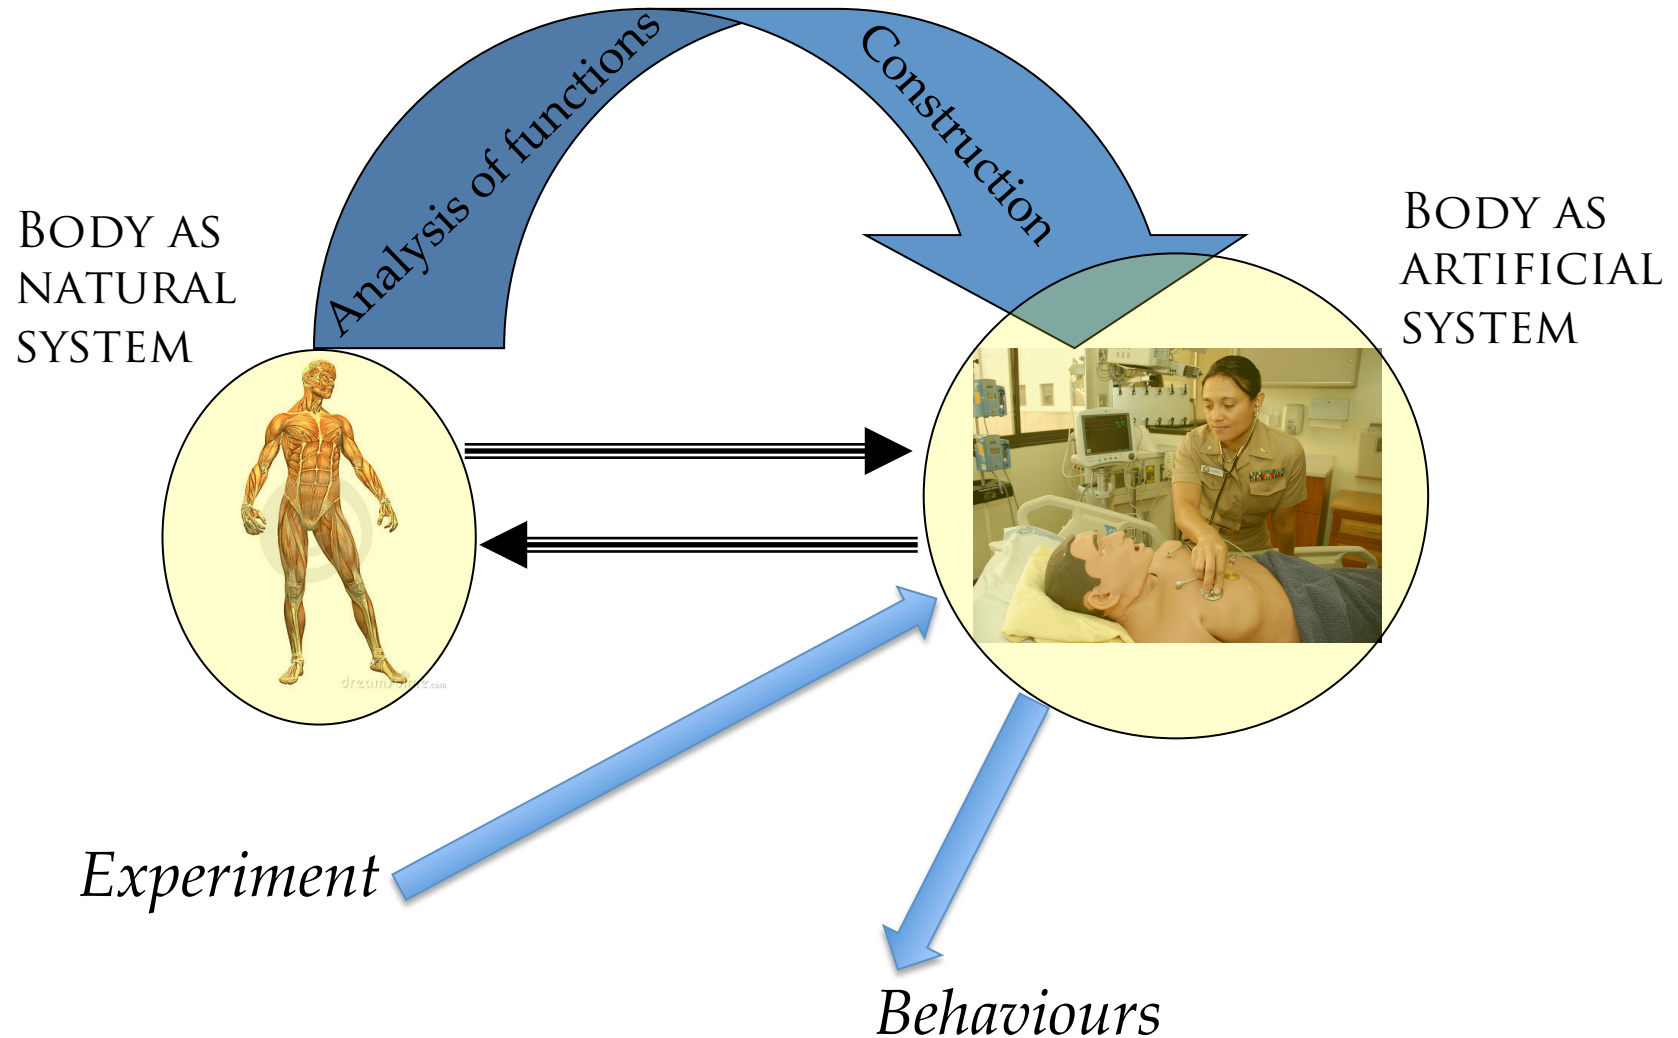 Analysis of functions
Construction
BODY AS
NATURAL
SYSTEM
BODY AS
ARTIFICIAL
SYSTEM
Experiment
Behaviours